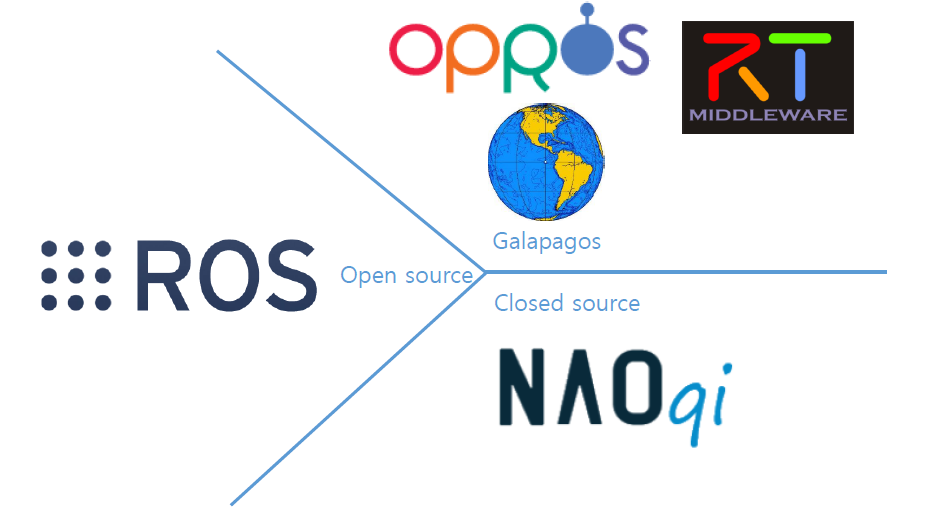 OPROS
RT
MIDDLEWARE
Galapagos
ROS
Open source
Closed source
NAOqi